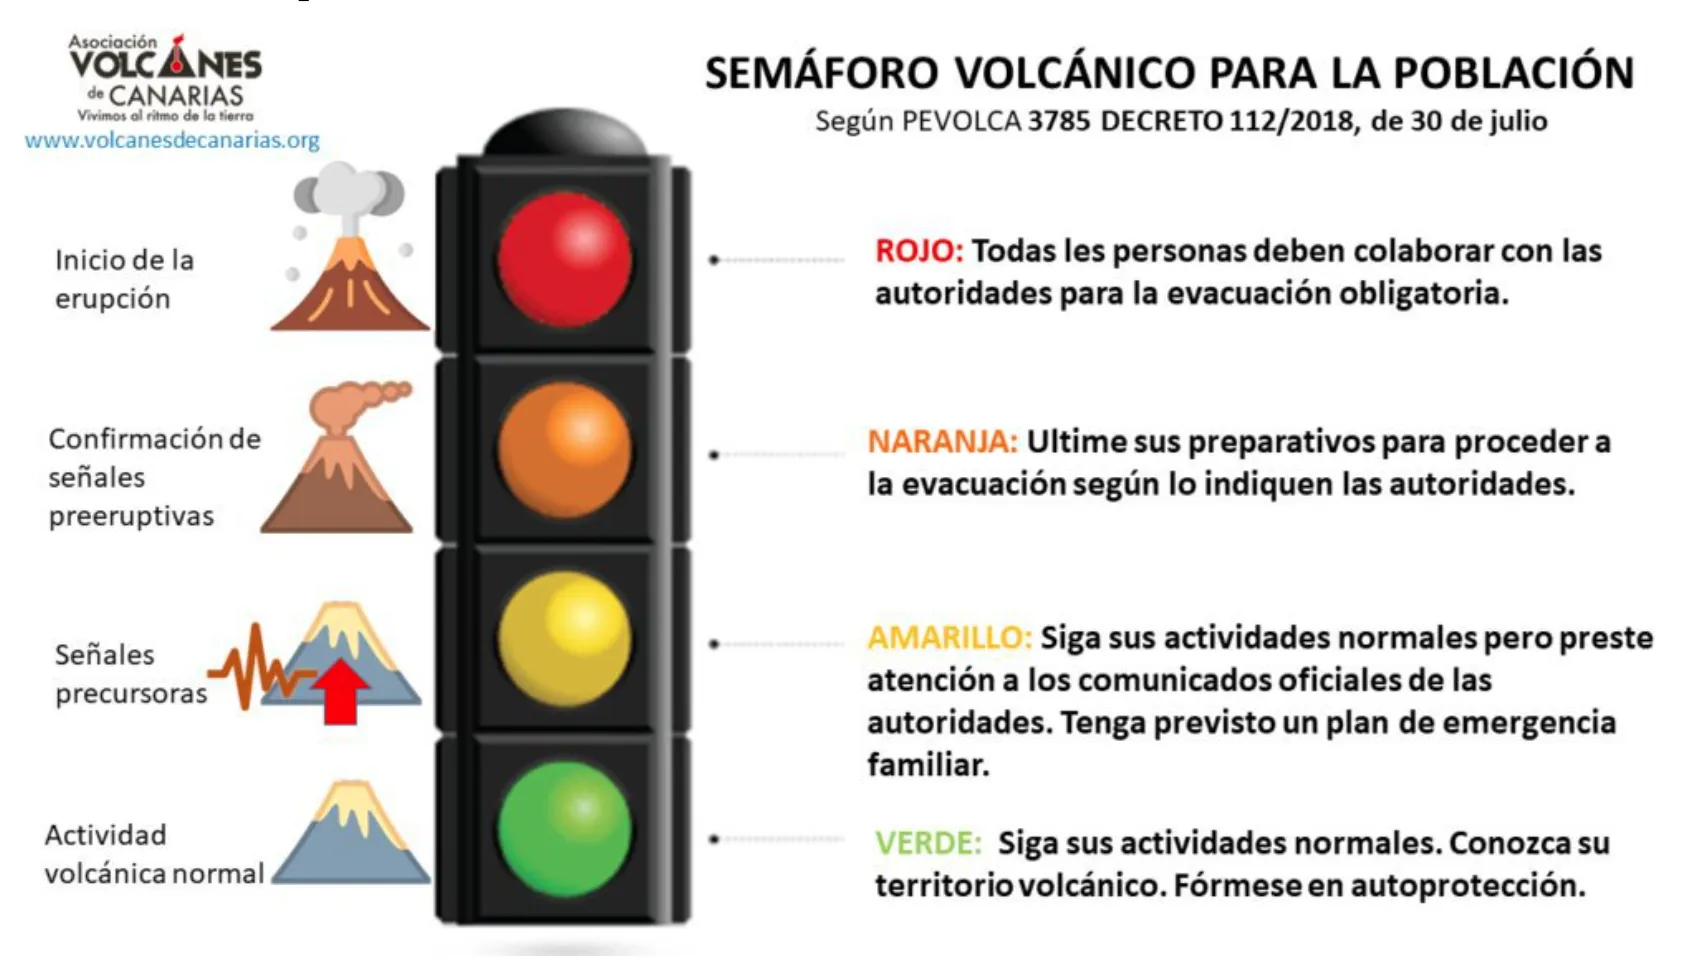 Asociación
VOLCANES
de CANARIAS
Vivimos al ritmo de la tierra
www.volcanesdecanarias.org
SEMÁFORO VOLCÁNICO PARA LA POBLACIÓN
Según PEVOLCA 3785 DECRETO 112/2018, de 30 de julio
Inicio de la
erupción
ROJO: Todas les personas deben colaborar con las
autoridades para la evacuación obligatoria.
Confirmación de
señales
preeruptivas
NARANJA: Ultime sus preparativos para proceder a
la evacuación según lo indiquen las autoridades.
Señales
precursoras
AMARILLO: Siga sus actividades normales pero preste
atención a los comunicados oficiales de las
autoridades. Tenga previsto un plan de emergencia
familiar.
Actividad
volcánica normal
VERDE: Siga sus actividades normales. Conozca su
territorio volcánico. Fórmese en autoprotección.